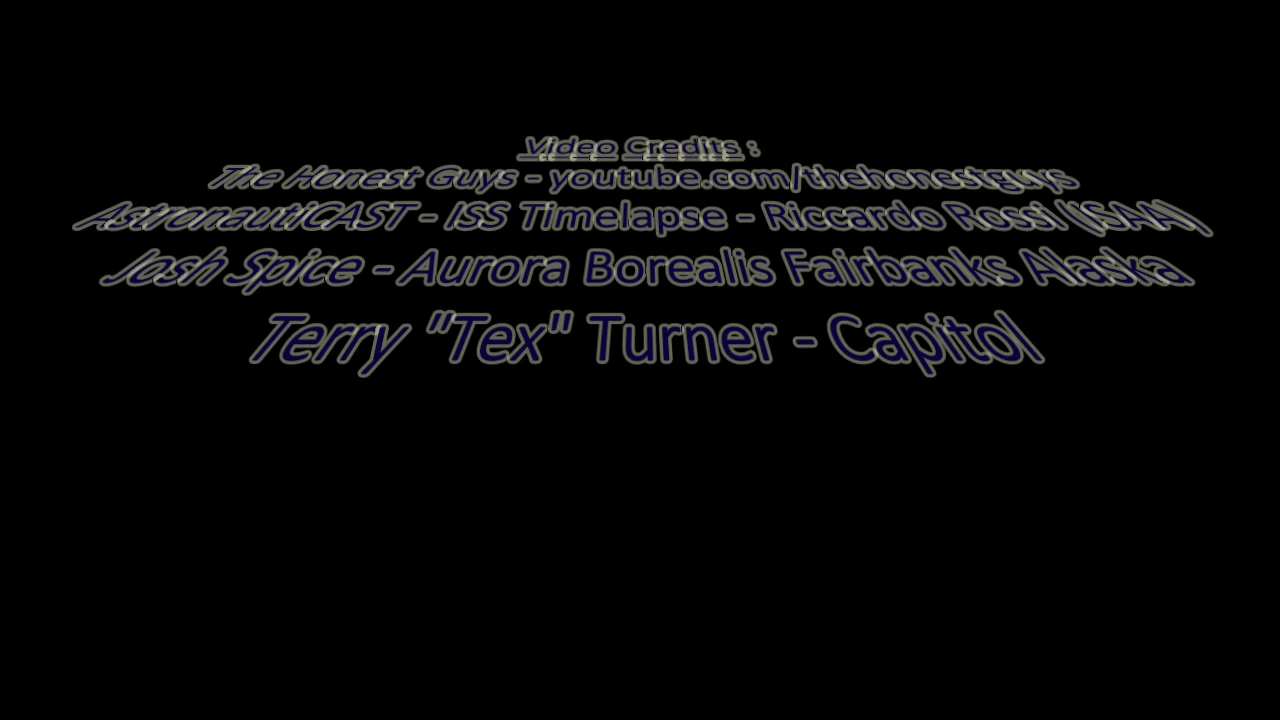 Video Credits :
The Honest Guys - youtube.com/thehonestguys
AstronautiCAST - ISS Timelapse - Riccardo Rossi (ISAA)
Josh Spice - Aurora Borealis Fairbanks Alaska
Terry "Tex" Turner - Capitol